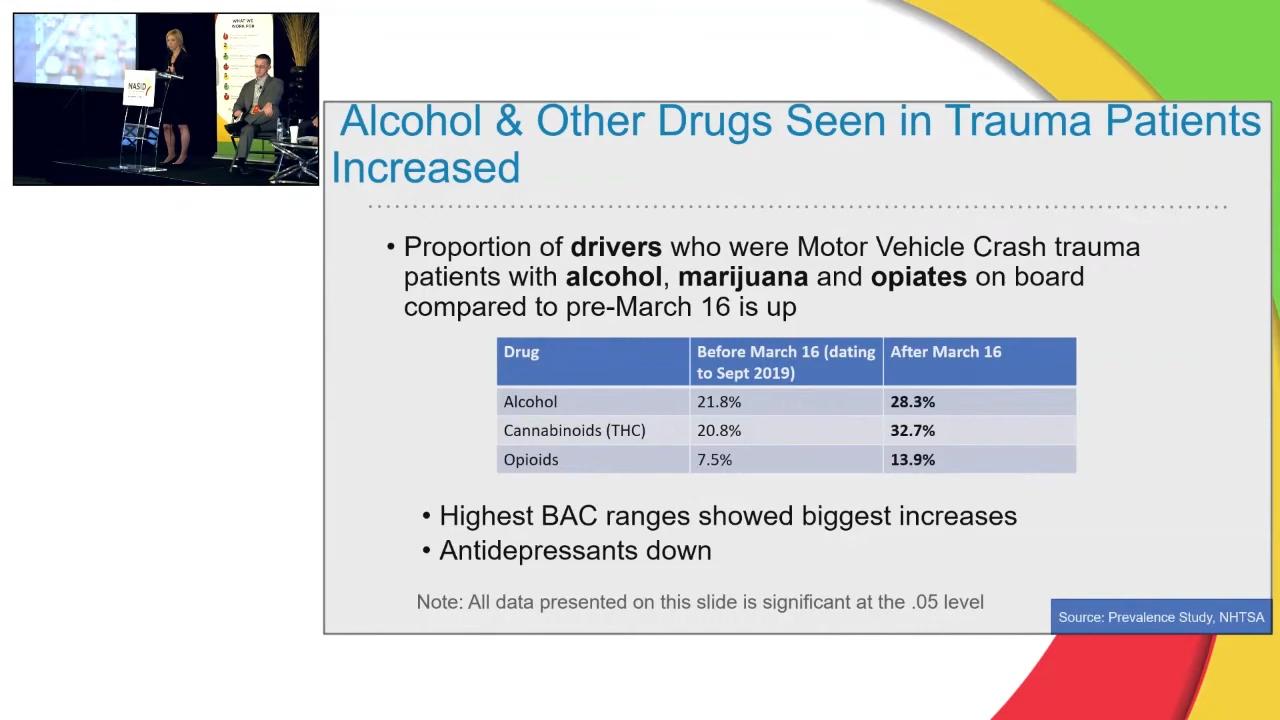 WHAT WE
WORK FOR
NASID
Alcohol & Other Drugs Seen in Trauma Patients
Increased
• Proportion of drivers who were Motor Vehicle Crash trauma
patients with alcohol, marijuana and opiates on board
compared to pre-March 16 is up
Drug Before March 16 (dating to Sept 2019) After March 16
Alcohol 21.8% 28.3%
Cannabinoids (THC) 20.8% 32.7%
Opioids 7.5% 13.9%
• Highest BAC ranges showed biggest increases
• Antidepressants down
Note: All data presented on this slide is significant at the .05 level
Source: Prevalence Study, NHTSA